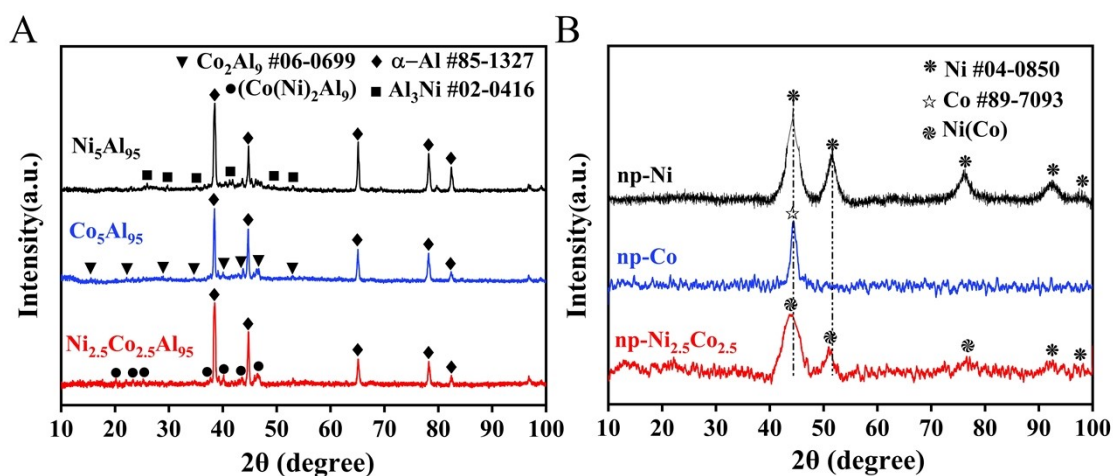 A
▼ Co₂Al₉ #06-0699 ◆ α−Al #85-1327
● (Co(Ni)₂Al₉) ■ Al₃Ni #02-0416
Ni₅Al₉₅
Co₅Al₉₅
Ni₂.₅Co₂.₅Al₉₅
Intensity(a.u.)
10 20 30 40 50 60 70 80 90 100
2θ (degree)
B
Ni #04-0850
☆ Co #89-7093
Ni(Co)
np-Ni
np-Co
np-Ni₂.₅Co₂.₅
Intensity(a.u.)
10 20 30 40 50 60 70 80 90 100
2θ (degree)